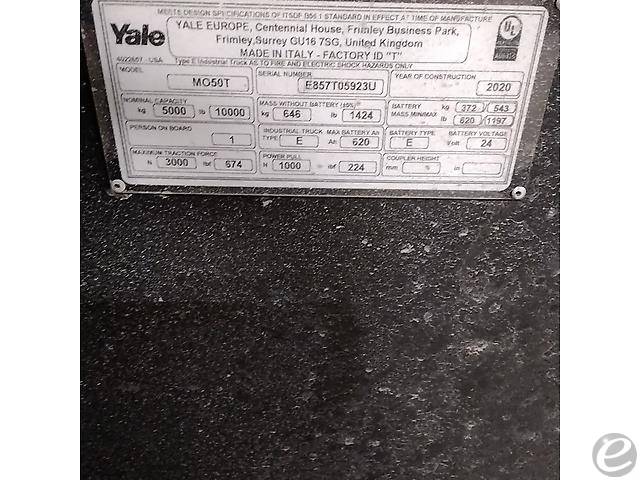 MEETS DESIGN SPECIFICATIONS OF ITSDF B56.1 STANDARD IN EFFECT AT TIME OF MANUFACTURE
Yale
YALE EUROPE, Centennial House, Frimley Business Park,
Frimley, Surrey GU16 7SG, United Kingdom
MADE IN ITALY - FACTORY ID "T"
UL
USA Type E Industrial Truck AS TO FIRE AND ELECTRIC SHOCK HAZARDS ONLY
MODEL SERIAL NUMBER YEAR OF CONSTRUCTION
MO50T E857T05923U 2020
NOMINAL CAPACITY MASS WITHOUT BATTERY (±5%) BATTERY kg 372 / 543
kg 5000 lb 10000 kg 646 lb 1424 MASS MIN/MAX lb 820 / 1197
PERSON ON BOARD INDUSTRIAL TRUCK MAX BATTERY Ah BATTERY TYPE BATTERY VOLTAGE
1 TYPE E Ah 620 E Volt 24
MAXIMUM TRACTION FORCE POWER PULL COUPLER HEIGHT
N 3000 lbf 674 N 1000 lbf 224 mm in
e